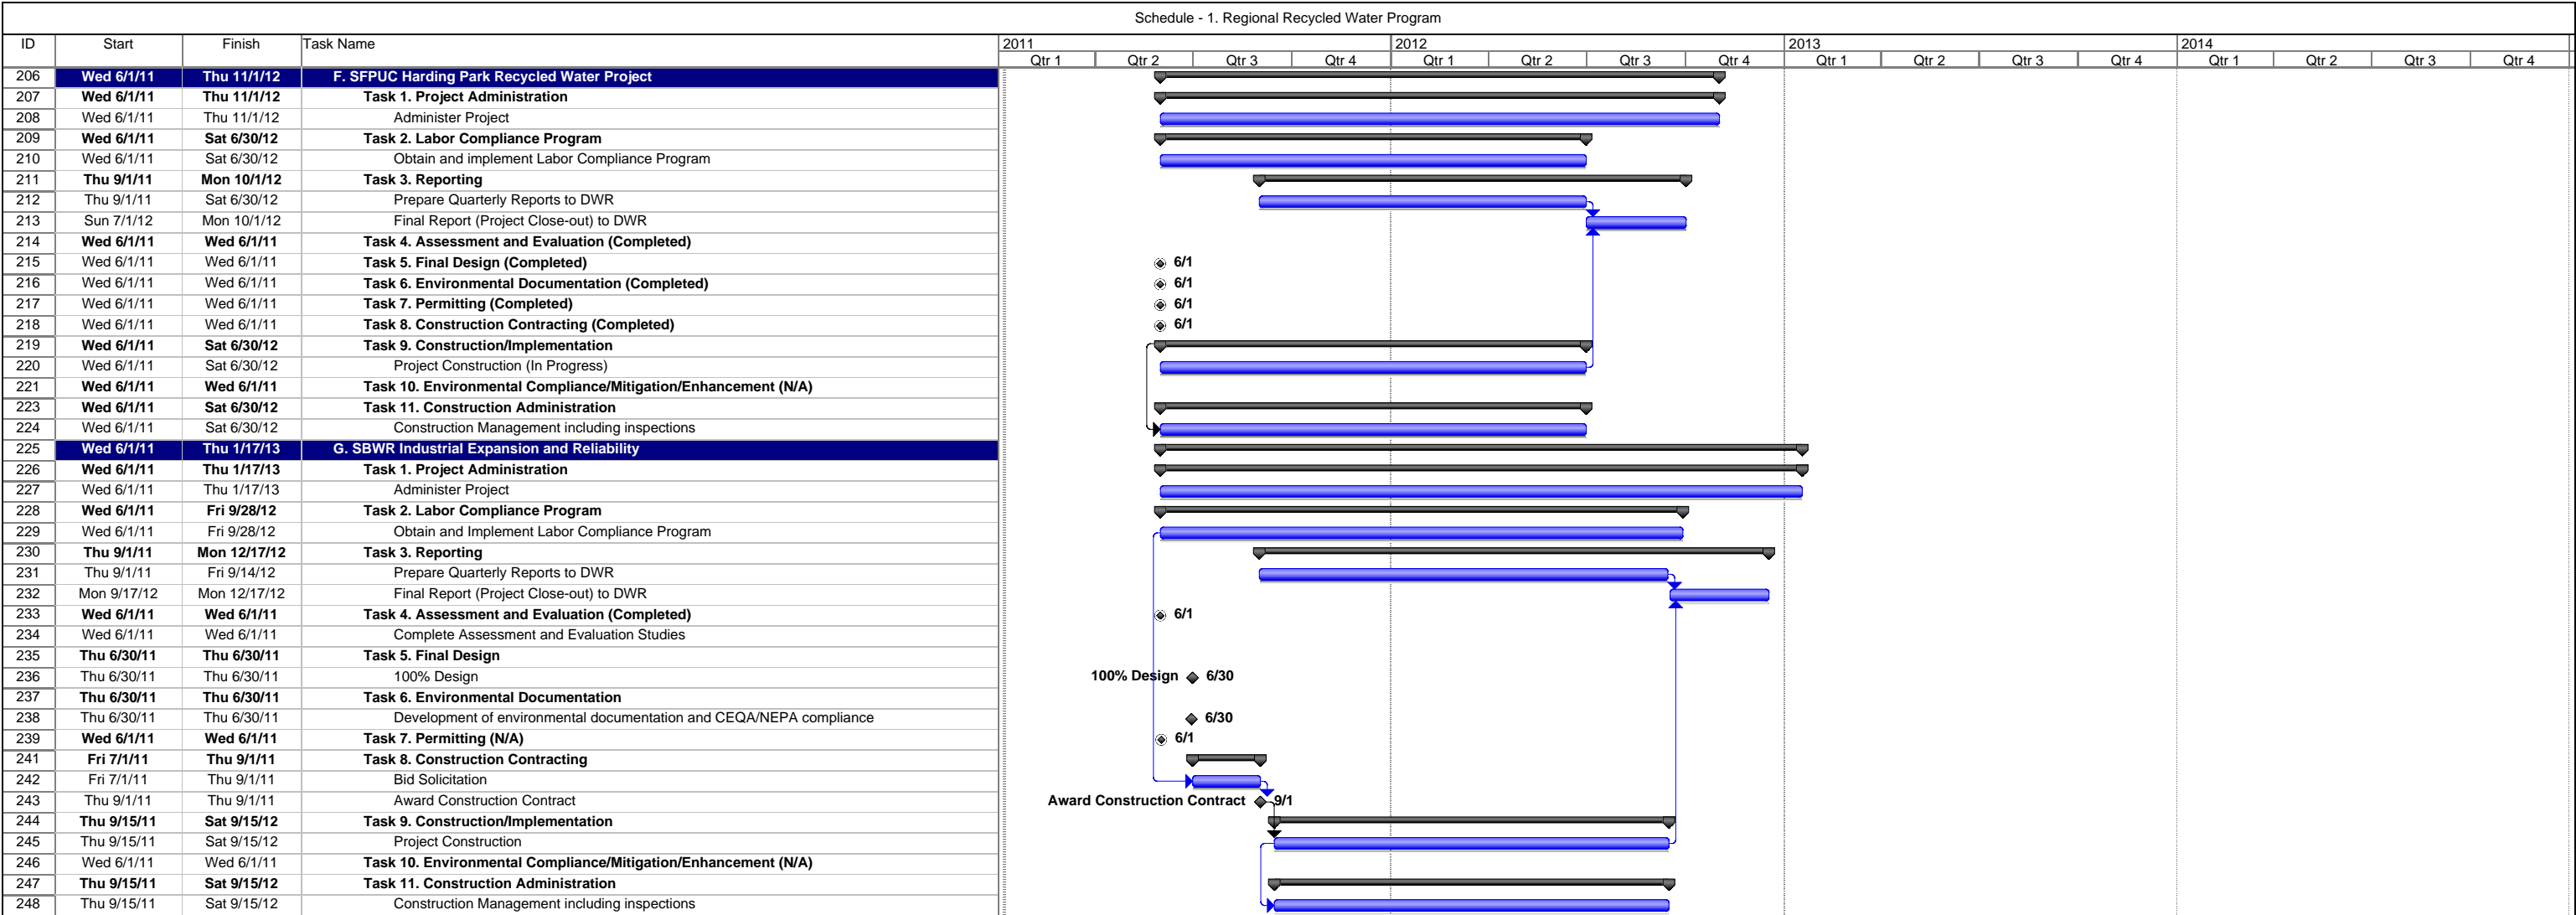 Schedule - 1. Regional Recycled Water Program
ID Start Finish Task Name 2011 2012 2013 2014
Qtr 1 Qtr 2 Qtr 3 Qtr 4 Qtr 1 Qtr 2 Qtr 3 Qtr 4 Qtr 1 Qtr 2 Qtr 3 Qtr 4 Qtr 1 Qtr 2 Qtr 3 Qtr 4
206 Wed 6/1/11 Thu 11/1/12 F. SFPUC Harding Park Recycled Water Project
207 Wed 6/1/11 Thu 11/1/12 Task 1. Project Administration
208 Wed 6/1/11 Thu 11/1/12 Administer Project
209 Wed 6/1/11 Sat 6/30/12 Task 2. Labor Compliance Program
210 Wed 6/1/11 Sat 6/30/12 Obtain and implement Labor Compliance Program
211 Thu 9/1/11 Mon 10/1/12 Task 3. Reporting
212 Thu 9/1/11 Sat 6/30/12 Prepare Quarterly Reports to DWR
213 Sun 7/1/12 Mon 10/1/12 Final Report (Project Close-out) to DWR
214 Wed 6/1/11 Wed 6/1/11 Task 4. Assessment and Evaluation (Completed)
215 Wed 6/1/11 Wed 6/1/11 Task 5. Final Design (Completed) 6/1
216 Wed 6/1/11 Wed 6/1/11 Task 6. Environmental Documentation (Completed) 6/1
217 Wed 6/1/11 Wed 6/1/11 Task 7. Permitting (Completed) 6/1
218 Wed 6/1/11 Wed 6/1/11 Task 8. Construction Contracting (Completed) 6/1
219 Wed 6/1/11 Sat 6/30/12 Task 9. Construction/Implementation
220 Wed 6/1/11 Sat 6/30/12 Project Construction (In Progress)
221 Wed 6/1/11 Wed 6/1/11 Task 10. Environmental Compliance/Mitigation/Enhancement (N/A)
223 Wed 6/1/11 Sat 6/30/12 Task 11. Construction Administration
224 Wed 6/1/11 Sat 6/30/12 Construction Management including inspections
225 Wed 6/1/11 Thu 1/17/13 G. SBWR Industrial Expansion and Reliability
226 Wed 6/1/11 Thu 1/17/13 Task 1. Project Administration
227 Wed 6/1/11 Thu 1/17/13 Administer Project
228 Wed 6/1/11 Fri 9/28/12 Task 2. Labor Compliance Program
229 Wed 6/1/11 Fri 9/28/12 Obtain and Implement Labor Compliance Program
230 Thu 9/1/11 Mon 12/17/12 Task 3. Reporting
231 Thu 9/1/11 Fri 9/14/12 Prepare Quarterly Reports to DWR
232 Mon 9/17/12 Mon 12/17/12 Final Report (Project Close-out) to DWR
233 Wed 6/1/11 Wed 6/1/11 Task 4. Assessment and Evaluation (Completed) 6/1
234 Wed 6/1/11 Wed 6/1/11 Complete Assessment and Evaluation Studies
235 Thu 6/30/11 Thu 6/30/11 Task 5. Final Design
236 Thu 6/30/11 Thu 6/30/11 100% Design 100% Design 6/30
237 Thu 6/30/11 Thu 6/30/11 Task 6. Environmental Documentation
238 Thu 6/30/11 Thu 6/30/11 Development of environmental documentation and CEQA/NEPA compliance 6/30
239 Wed 6/1/11 Wed 6/1/11 Task 7. Permitting (N/A) 6/1
241 Fri 7/1/11 Thu 9/1/11 Task 8. Construction Contracting
242 Fri 7/1/11 Thu 9/1/11 Bid Solicitation
243 Thu 9/1/11 Thu 9/1/11 Award Construction Contract Award Construction Contract 9/1
244 Thu 9/15/11 Sat 9/15/12 Task 9. Construction/Implementation
245 Thu 9/15/11 Sat 9/15/12 Project Construction
246 Wed 6/1/11 Wed 6/1/11 Task 10. Environmental Compliance/Mitigation/Enhancement (N/A)
247 Thu 9/15/11 Sat 9/15/12 Task 11. Construction Administration
248 Thu 9/15/11 Sat 9/15/12 Construction Management including inspections